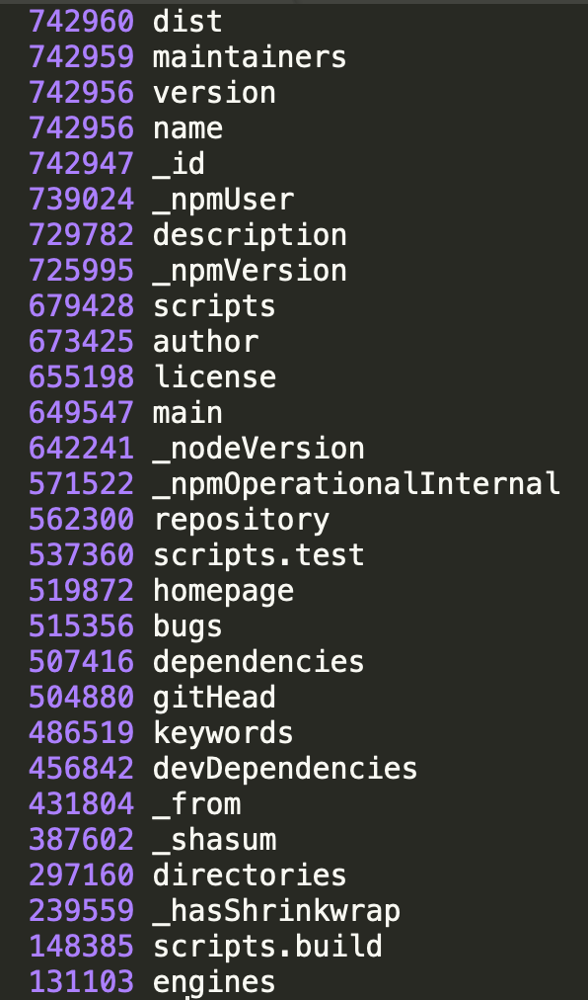 742960 dist
742959 maintainers
742956 version
742956 name
742947 _id
739024 _npmUser
729782 description
725995 _npmVersion
679428 scripts
673425 author
655198 license
649547 main
642241 _nodeVersion
571522 _npmOperationalInternal
562300 repository
537360 scripts.test
519872 homepage
515356 bugs
507416 dependencies
504880 gitHead
486519 keywords
456842 devDependencies
431804 _from
387602 _shasum
297160 directories
239559 _hasShrinkwrap
148385 scripts.build
131103 engines